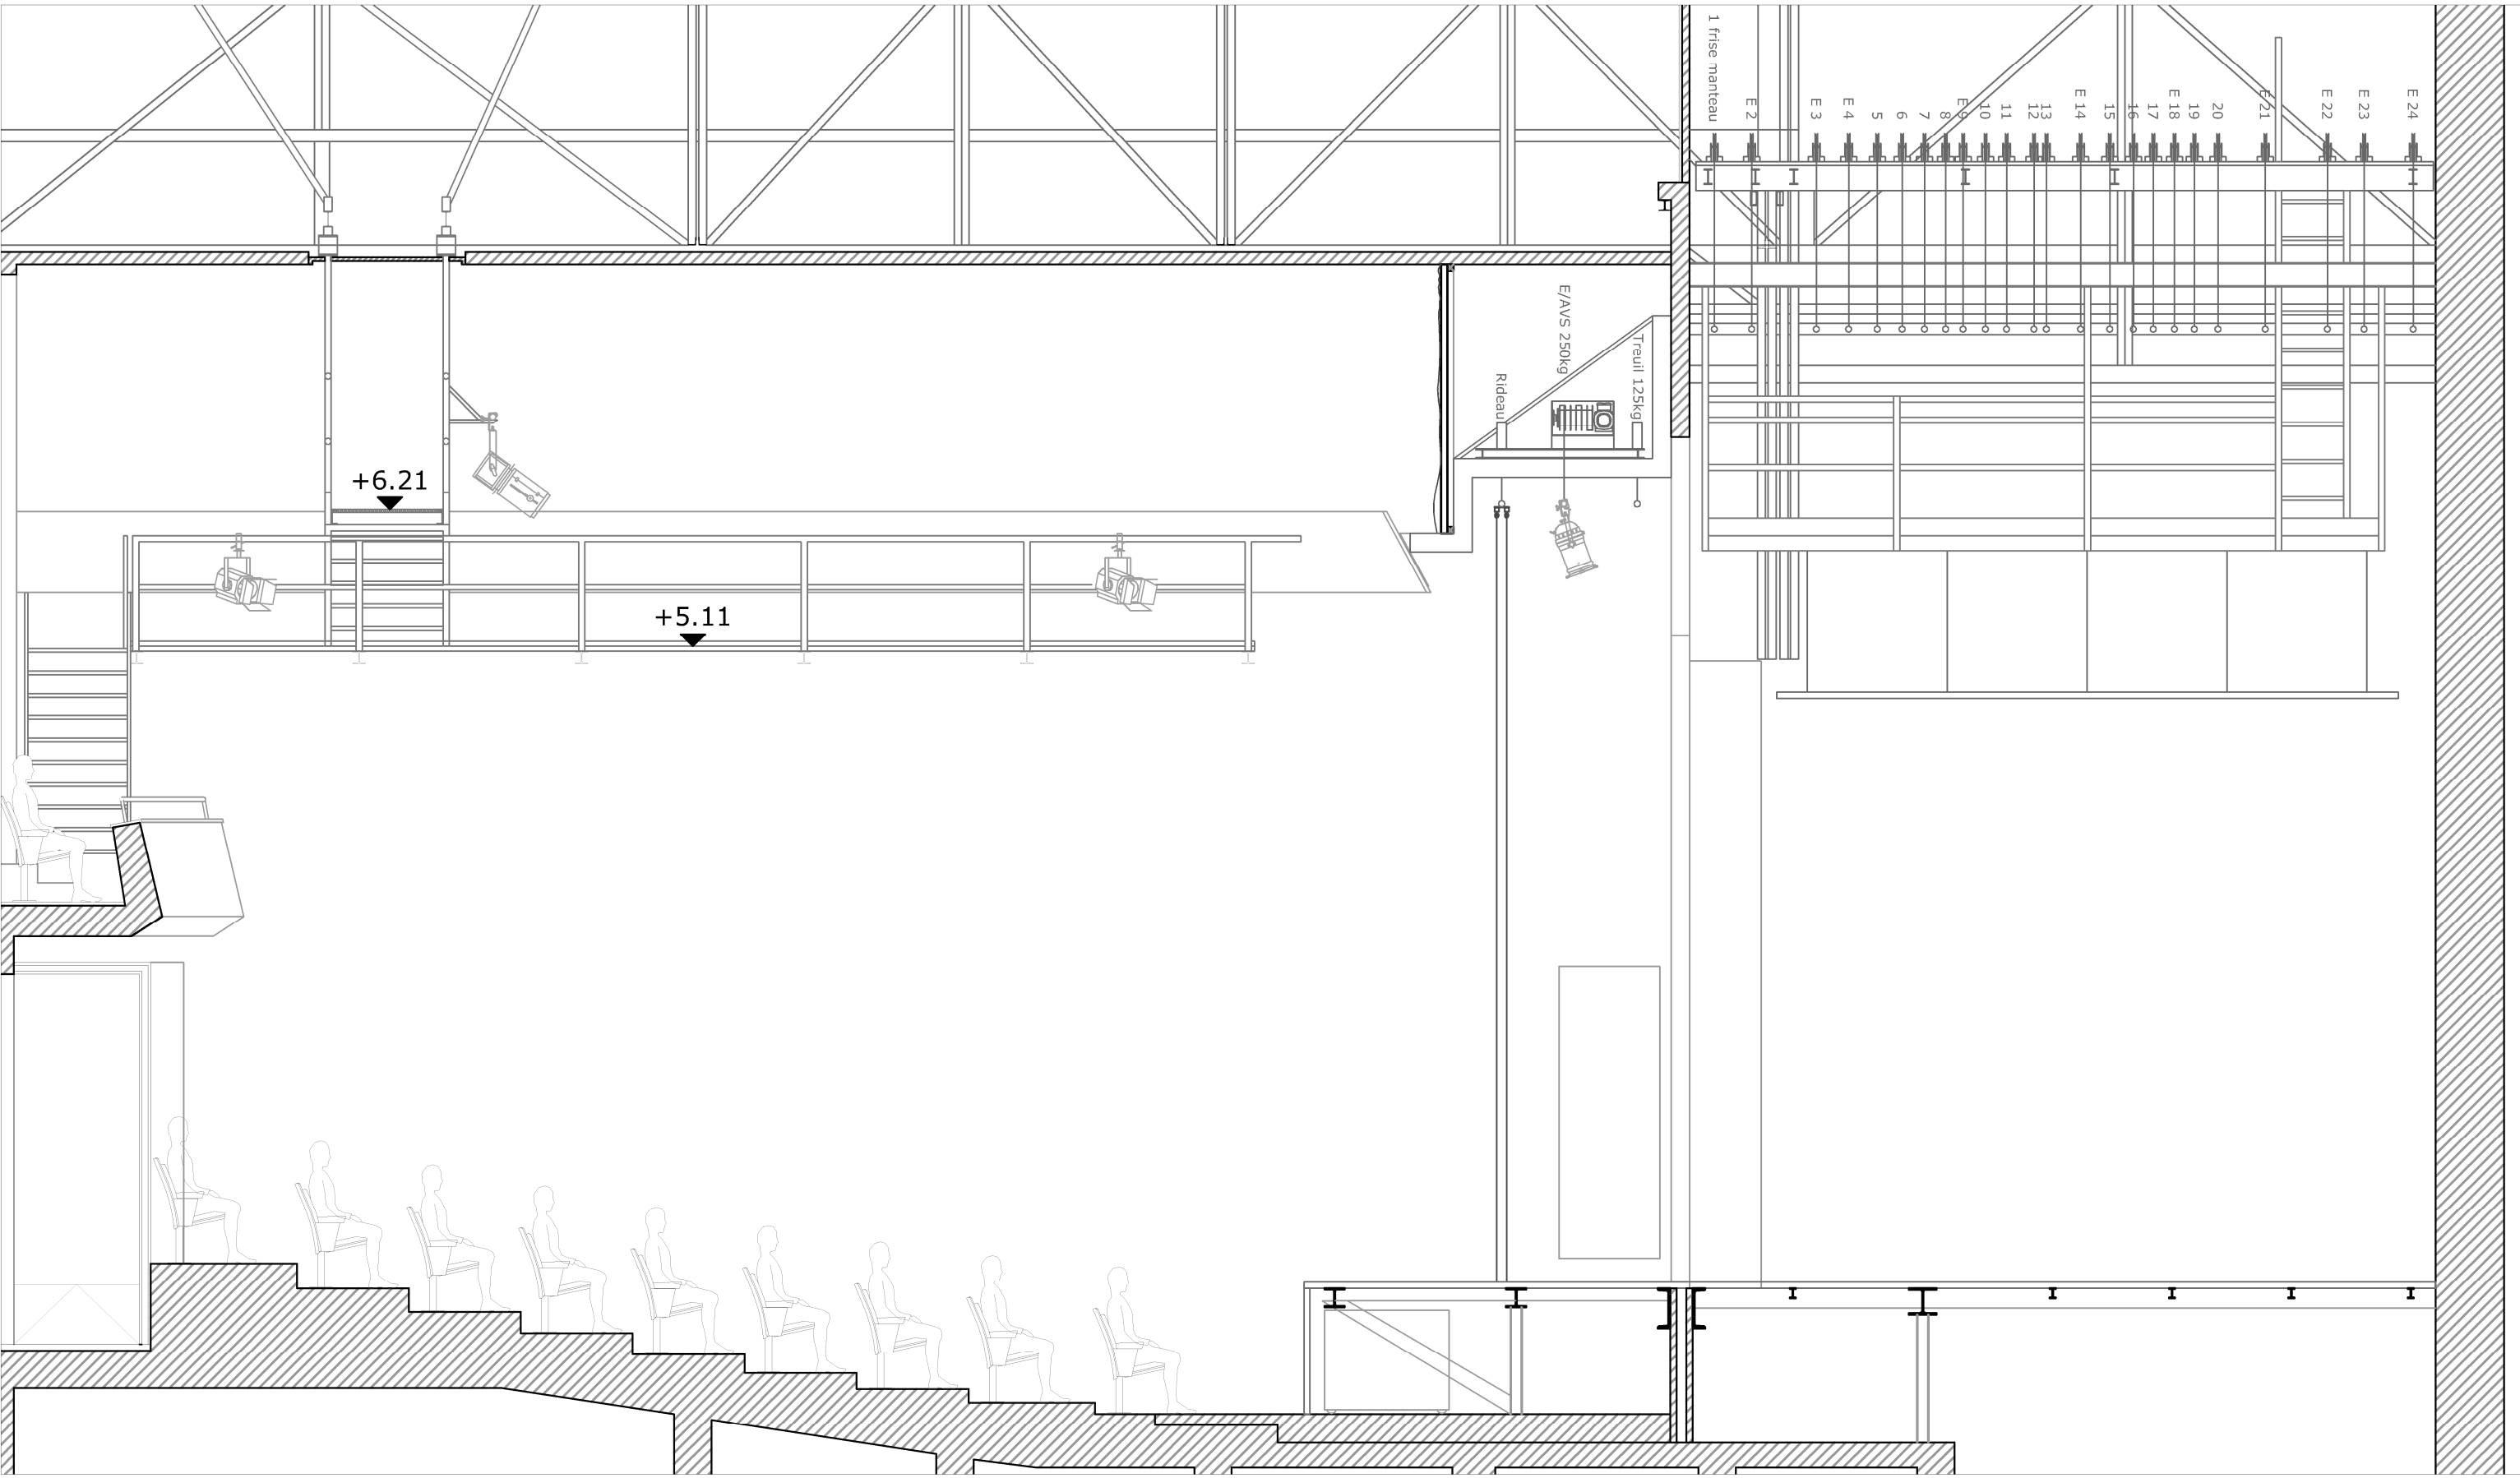 1 frise manteau
E 2
E 3
E 4
5
6
7
8
E 9
10
11
12
13
E 14
15
16
17
E 18
19
20
E 21
E 22
E 23
E 24
E/AVS 250kg
Treuil 125kg
Rideau
+6.21
+5.11